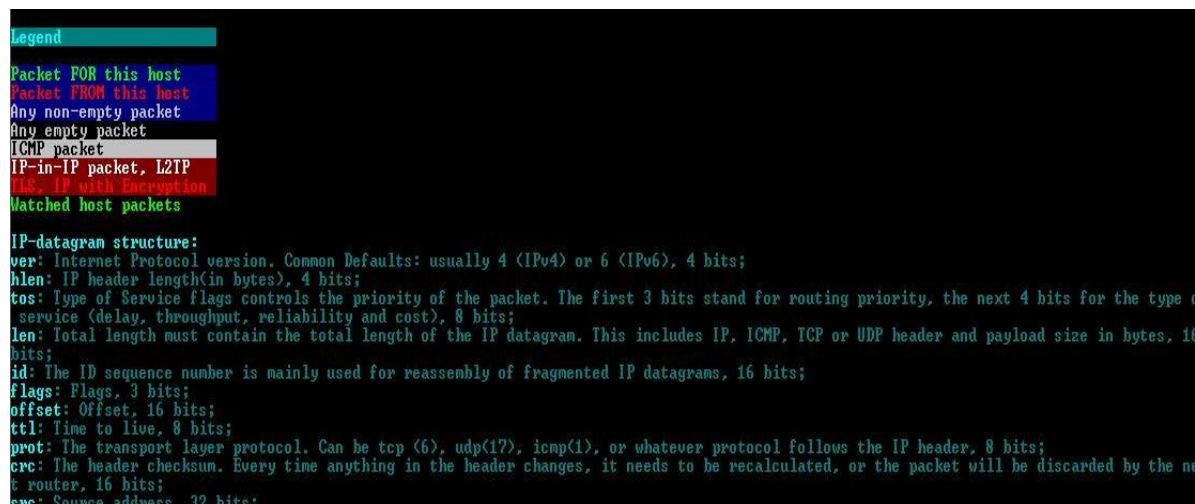 Legend
Packet FOR this host
Packet FROM this host
Any non-empty packet
Any empty packet
ICMP packet
IP-in-IP packet, L2TP
TLS, IP with Encryption
Watched host packets
IP-datagram structure:
ver: Internet Protocol version. Common Defaults: usually 4 (IPv4) or 6 (IPv6), 4 bits;
hlen: IP header length(in bytes), 4 bits;
tos: Type of Service flags controls the priority of the packet. The first 3 bits stand for routing priority, the next 4 bits for the type
service (delay, throughput, reliability and cost), 8 bits;
len: Total length must contain the total length of the IP datagram. This includes IP, ICMP, TCP or UDP header and payload size in bytes, 16
bits;
id: The ID sequence number is mainly used for reassembly of fragmented IP datagrams, 16 bits;
flags: Flags, 3 bits;
offset: Offset, 16 bits;
ttl: Time to live, 8 bits;
prot: The transport layer protocol. Can be tcp (6), udp(17), icmp(1), or whatever protocol follows the IP header, 8 bits;
crc: The header checksum. Every time anything in the header changes, it needs to be recalculated, or the packet will be discarded by the ne
t router, 16 bits;
src: Source address, 32 bits;